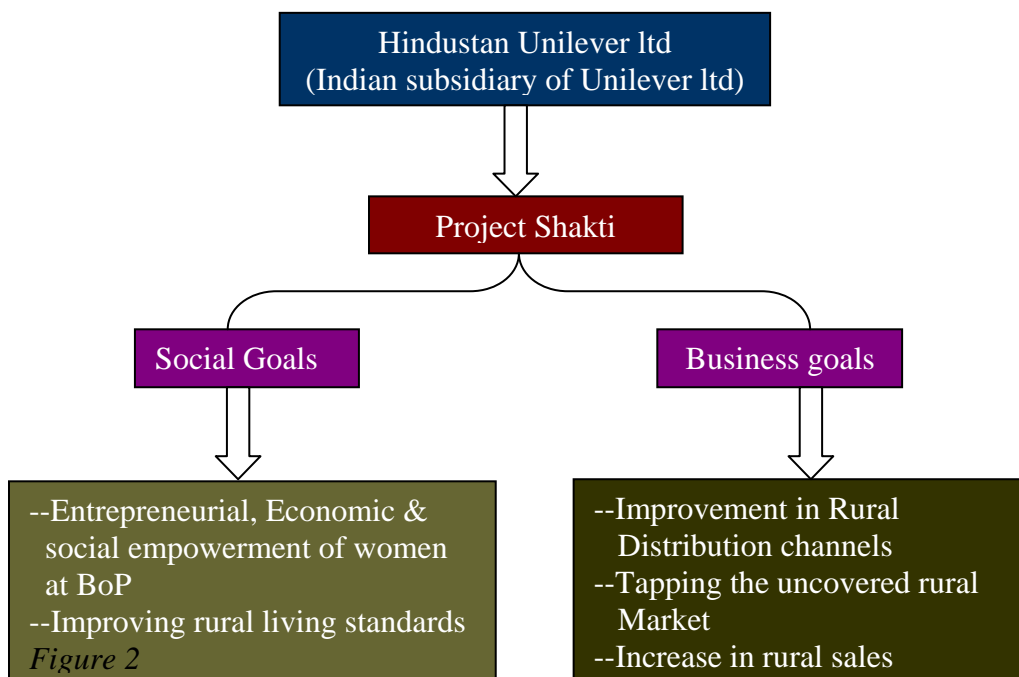 Hindustan Unilever ltd
(Indian subsidiary of Unilever ltd)
Project Shakti
Social Goals
Business goals
--Entrepreneurial, Economic &
social empowerment of women
at BoP
--Improving rural living standards
Figure 2
--Improvement in Rural
Distribution channels
--Tapping the uncovered rural
Market
--Increase in rural sales